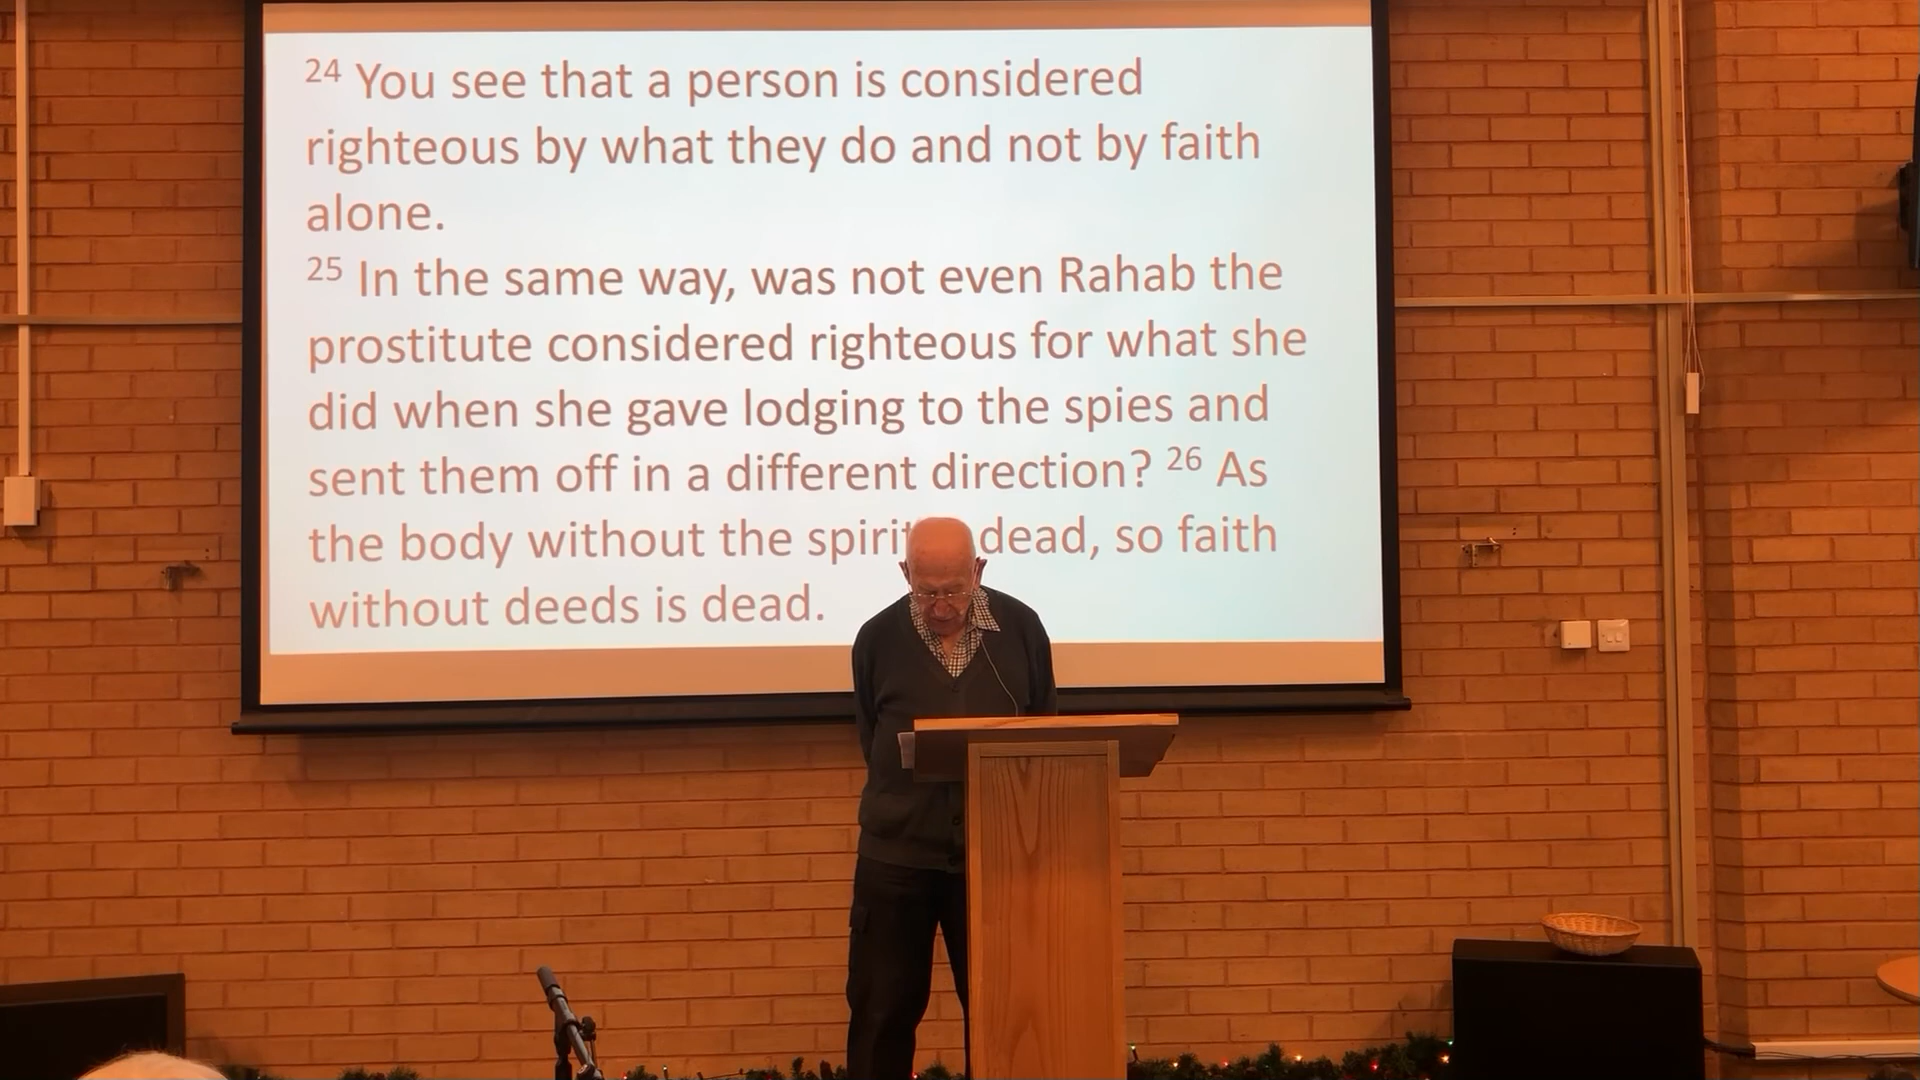 24 You see that a person is considered
righteous by what they do and not by faith
alone.
25 In the same way, was not even Rahab the
prostitute considered righteous for what she
did when she gave lodging to the spies and
sent them off in a different direction? 26 As
the body without the spirit dead, so faith
without deeds is dead.